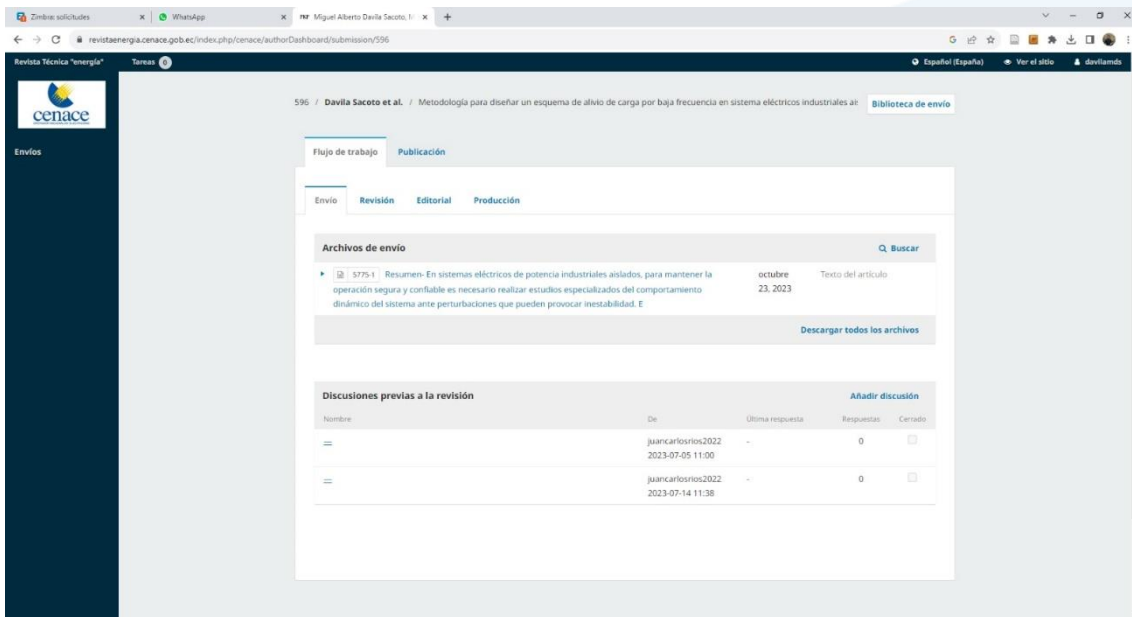 Zimbra: solicitudes
WhatsApp
PKP Miguel Alberto Davila Sacoto,
revistaenergia.cenace.gob.ec/index.php/cenace/authorDashboard/submission/596
Revista Técnica "energía" Tareas 0 Español (España) Ver el sitio davilamds
cenace
596 / Davila Sacoto et al. / Metodología para diseñar un esquema de alivio de carga por baja frecuencia en sistema eléctricos industriales ais
Biblioteca de envío
Envíos
Flujo de trabajo Publicación
Envío Revisión Editorial Producción
Archivos de envío Buscar
5775-1 Resumen- En sistemas eléctricos de potencia industriales aislados, para mantener la
operación segura y confiable es necesario realizar estudios especializados del comportamiento
dinámico del sistema ante perturbaciones que pueden provocar inestabilidad. E
octubre
23, 2023
Texto del artículo
Descargar todos los archivos
Discusiones previas a la revisión Añadir discusión
Nombre De Última respuesta Respuestas Cerrado
juancarlosrios2022 - 0
2023-07-05 11:00
juancarlosrios2022 - 0
2023-07-14 11:38